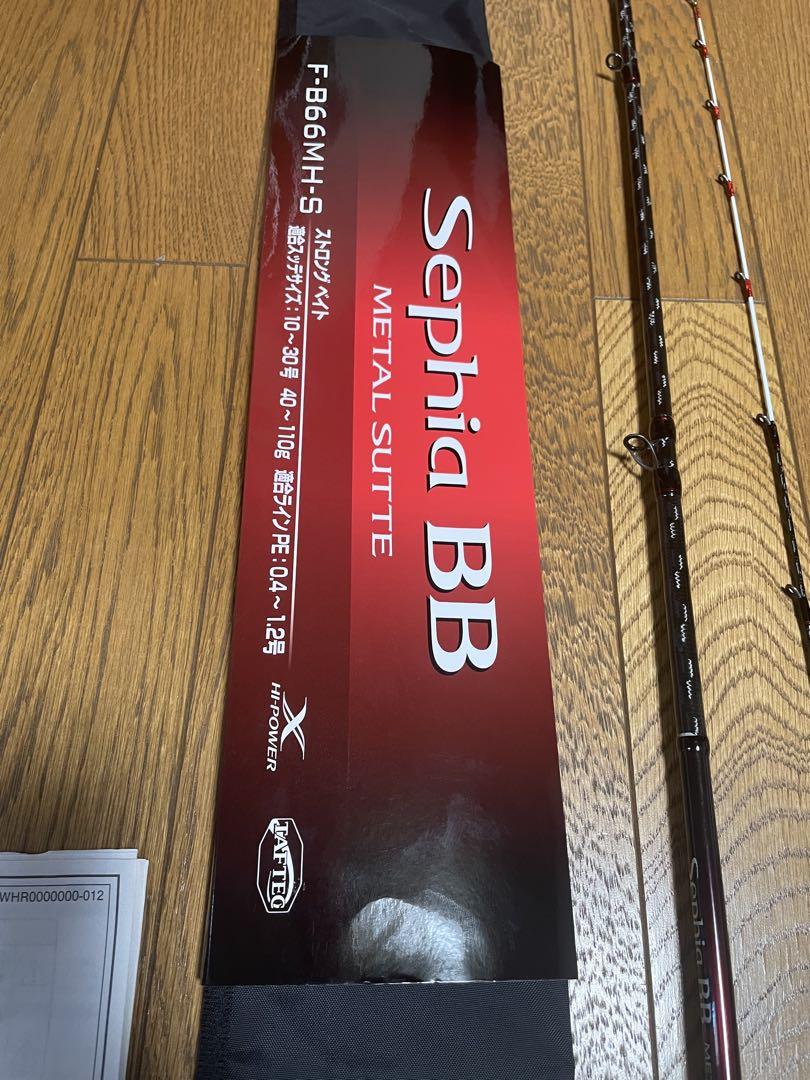 Sephia BB
METAL SUTTE
F-B66MH-S ストロング ベイト
適合スッテサイズ：10～30号 40～110g 適合ラインPE：0.4～1.2号
X
HI-POWER
TAFTEC
WHR0000000-012
Sephia BB